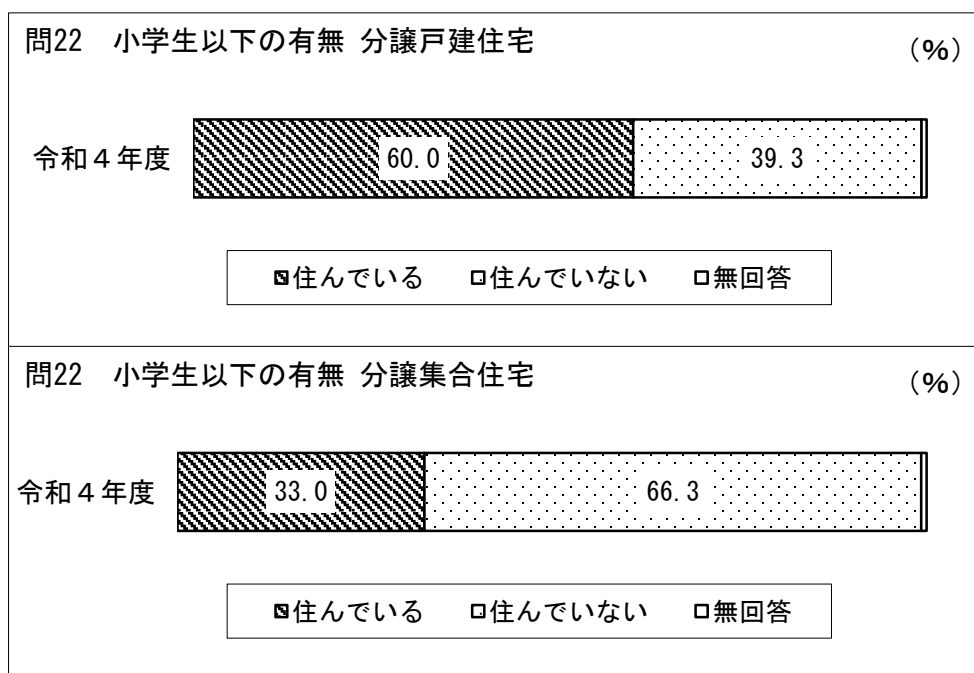 問22　小学生以下の有無 分譲戸建住宅
（%）
令和４年度 60.0 39.3
住んでいる 住んでいない 無回答
問22　小学生以下の有無 分譲集合住宅
（%）
令和４年度 33.0 66.3
住んでいる 住んでいない 無回答